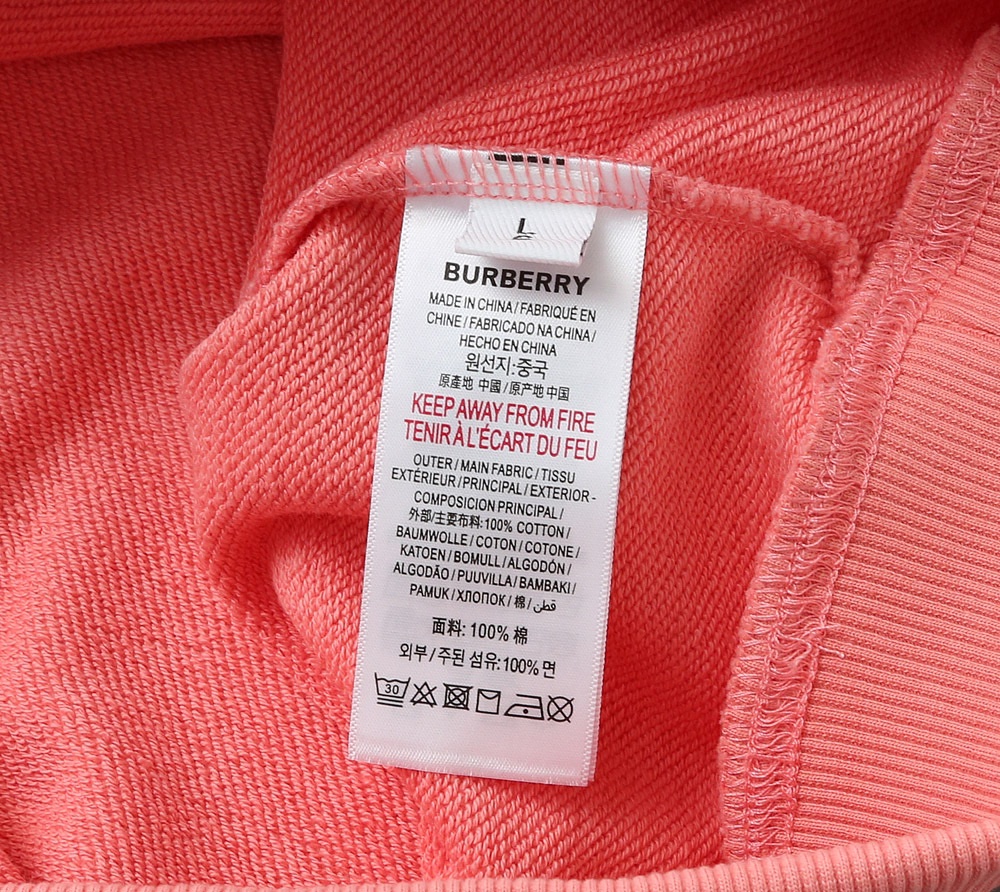 L
BURBERRY
MADE IN CHINA / FABRIQUÉ EN
CHINE / FABRICADO NA CHINA /
HECHO EN CHINA
원선지:중국
原產地 中國 / 原产地 中国
KEEP AWAY FROM FIRE
TENIR À L'ÉCART DU FEU
OUTER / MAIN FABRIC / TISSU
EXTÉRIEUR / PRINCIPAL / EXTERIOR -
COMPOSICION PRINCIPAL /
外部/主要布料:100% COTTON /
BAUMWOLLE / COTON / COTONE /
KATOEN / BOMULL / ALGODÓN /
ALGODÃO / PUUVILLA / BAMBAKI /
PAMUK / ХЛОПОК / 棉 / قطن
面料: 100% 棉
외부 / 주된 섬유: 100% 면
30